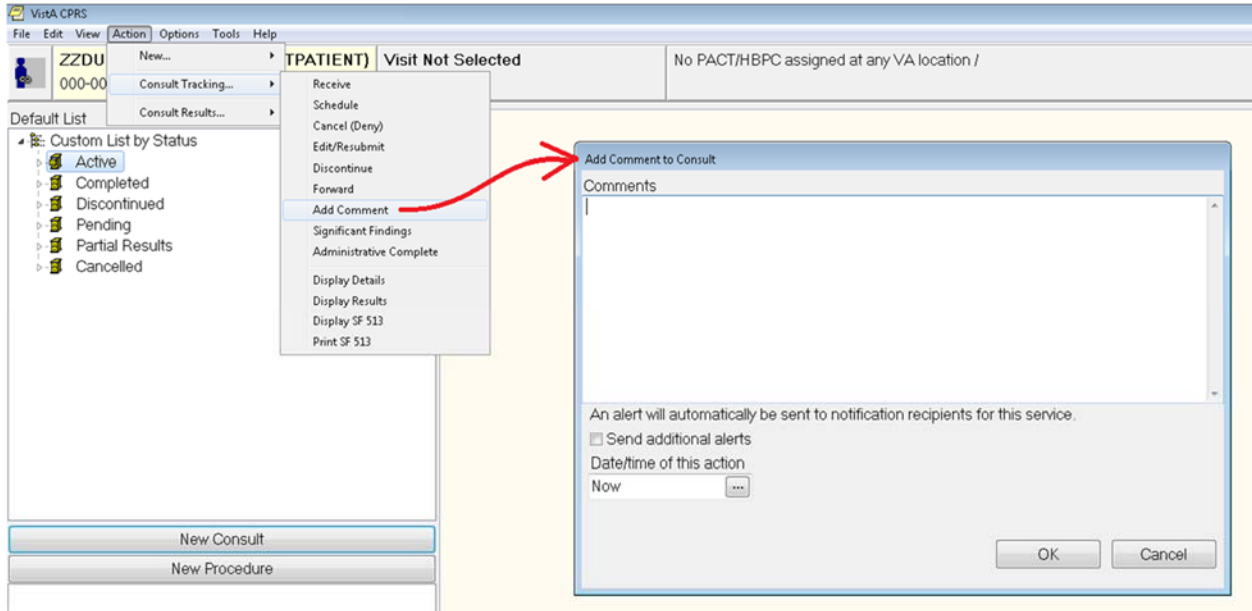 VistA CPRS
File Edit View Action Options Tools Help
ZZDU
000-00
TPATIENT)
Visit Not Selected
No PACT/HBPC assigned at any VA location /
New...
Consult Tracking...
Consult Results...
Receive
Schedule
Cancel (Deny)
Edit/Resubmit
Discontinue
Forward
Add Comment
Significant Findings
Administrative Complete
Display Details
Display Results
Display SF 513
Print SF 513
Default List
Custom List by Status
Active
Completed
Discontinued
Pending
Partial Results
Cancelled
New Consult
New Procedure
Add Comment to Consult
Comments
An alert will automatically be sent to notification recipients for this service.
Send additional alerts
Date/time of this action
Now
...
OK Cancel